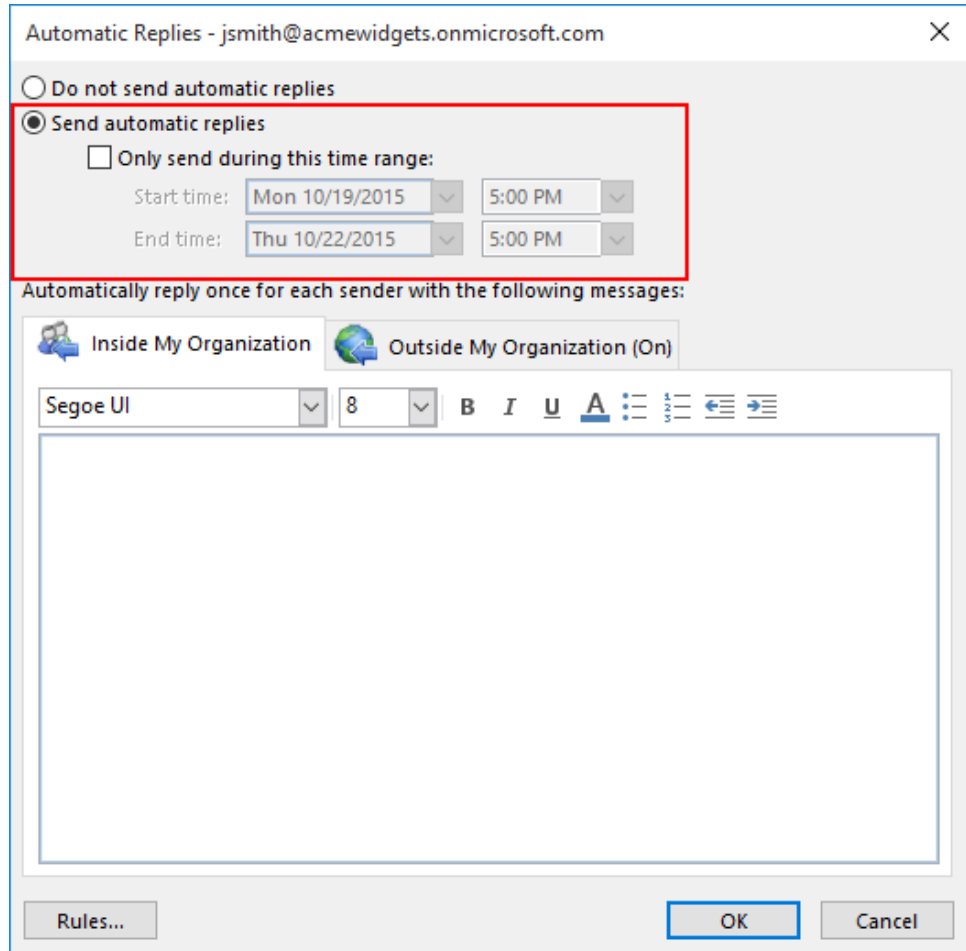 Automatic Replies - jsmith@acmewidgets.onmicrosoft.com
Do not send automatic replies
Send automatic replies
Only send during this time range:
Start time: Mon 10/19/2015 5:00 PM
End time: Thu 10/22/2015 5:00 PM
Automatically reply once for each sender with the following messages:
Inside My Organization Outside My Organization (On)
Segoe UI 8 B I U A 1 2 3
Rules... OK Cancel